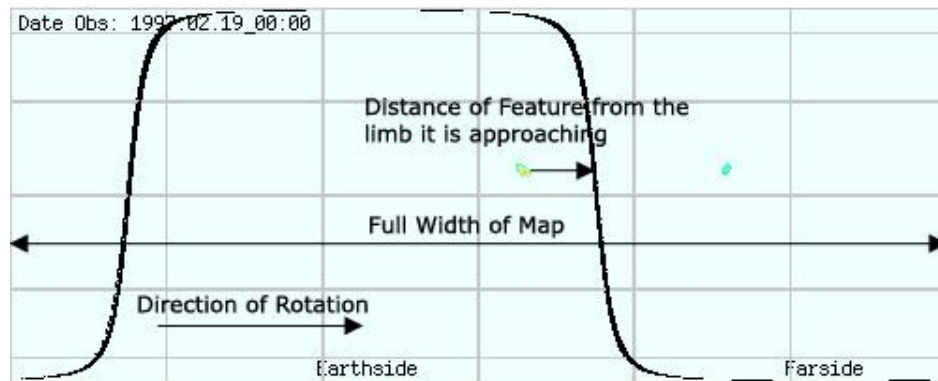 Date Obs: 1997.02.19_00:00
Distance of Feature from the
limb it is approaching
Full Width of Map
Direction of Rotation
Earthside
Farside